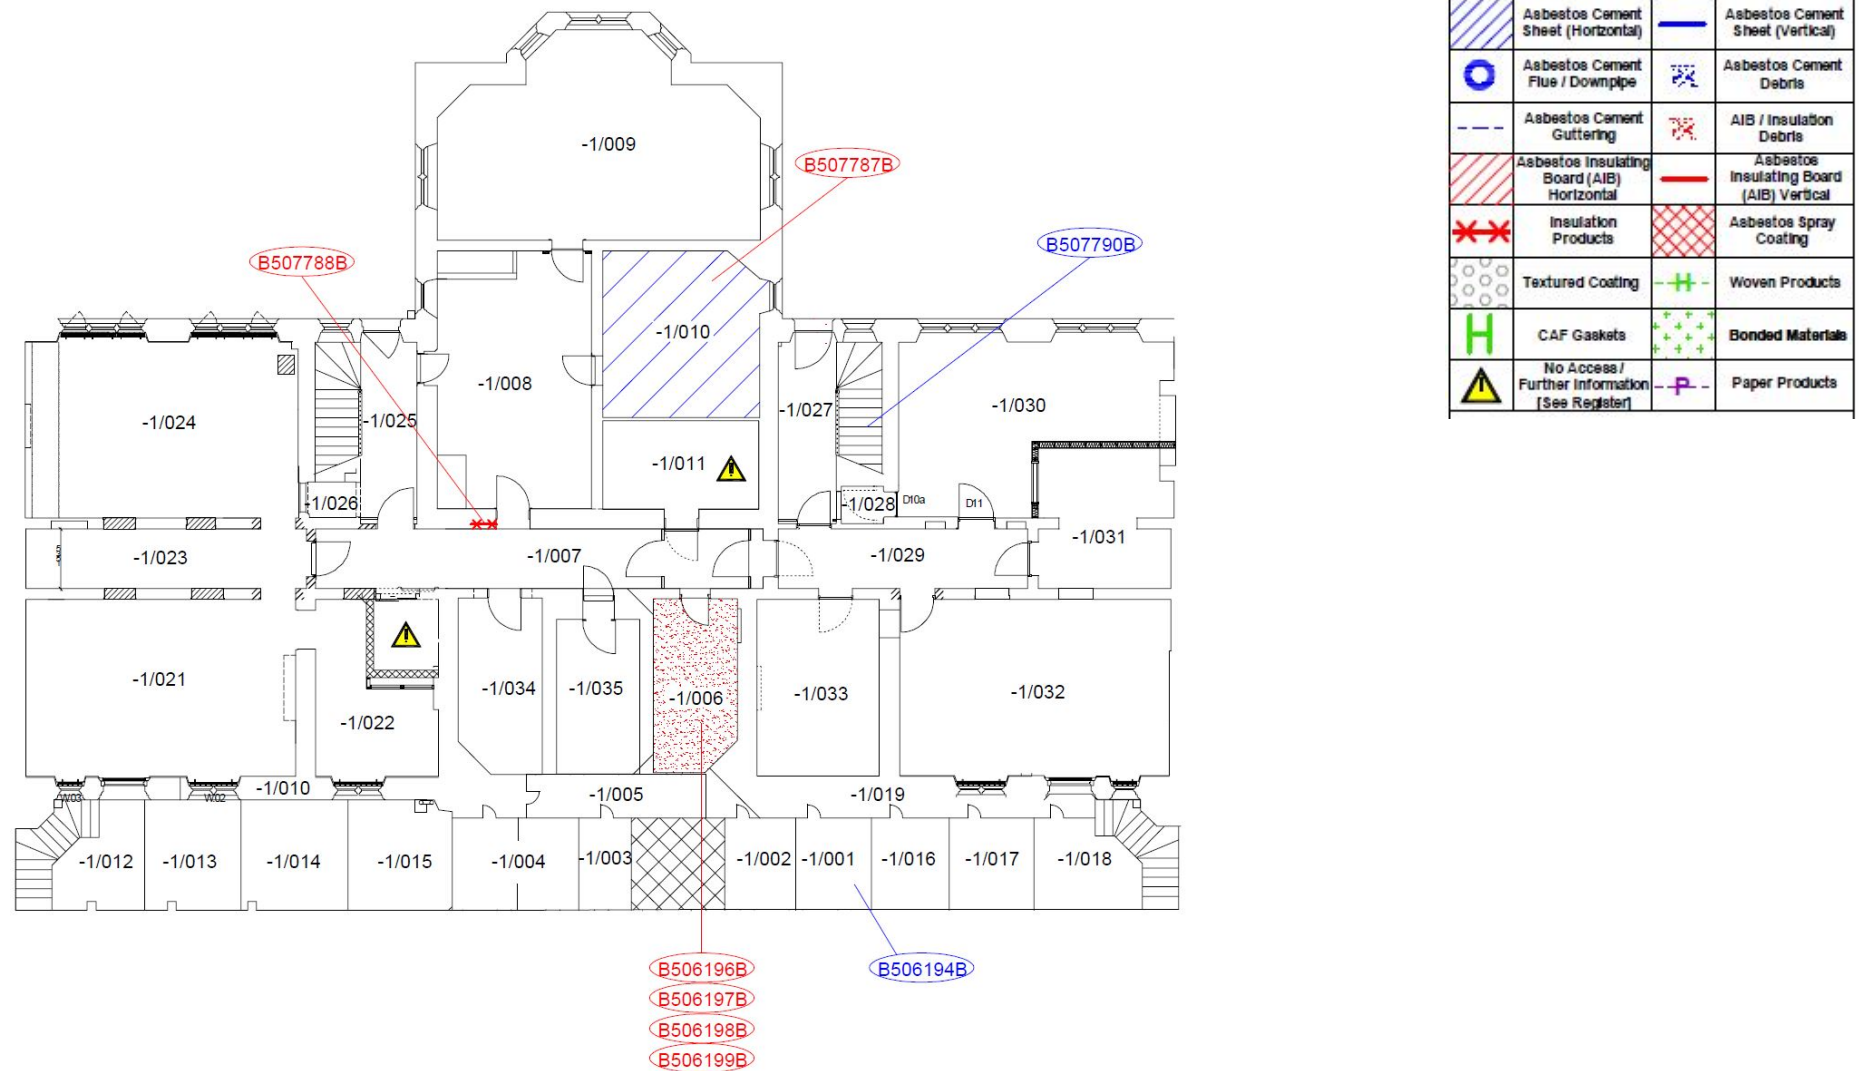 Asbestos Cement
Sheet (Horizontal)
Asbestos Cement
Sheet (Vertical)
Asbestos Cement
Flue / Downpipe
Asbestos Cement
Debris
Asbestos Cement
Guttering
AIB / Insulation
Debris
Asbestos Insulating
Board (AIB)
Horizontal
Asbestos
Insulating Board
(AIB) Vertical
Insulation
Products
Asbestos Spray
Coating
Textured Coating
H
Woven Products
H
CAF Gaskets
Bonded Materials
No Access /
Further Information
[See Register]
P
Paper Products
-1/009
B507787B
B507790B
B507788B
-1/010
-1/008
-1/024
-1/025
-1/027
-1/030
-1/011
-1/026
-1/028
D10a
D11
-1/023
-1/007
-1/029
-1/031
-1/021
-1/022
-1/034
-1/035
-1/006
-1/033
-1/032
-1/010
W.03
W.02
-1/005
-1/019
-1/012
-1/013
-1/014
-1/015
-1/004
-1/003
-1/002
-1/001
-1/016
-1/017
-1/018
B506196B
B506194B
B506197B
B506198B
B506199B